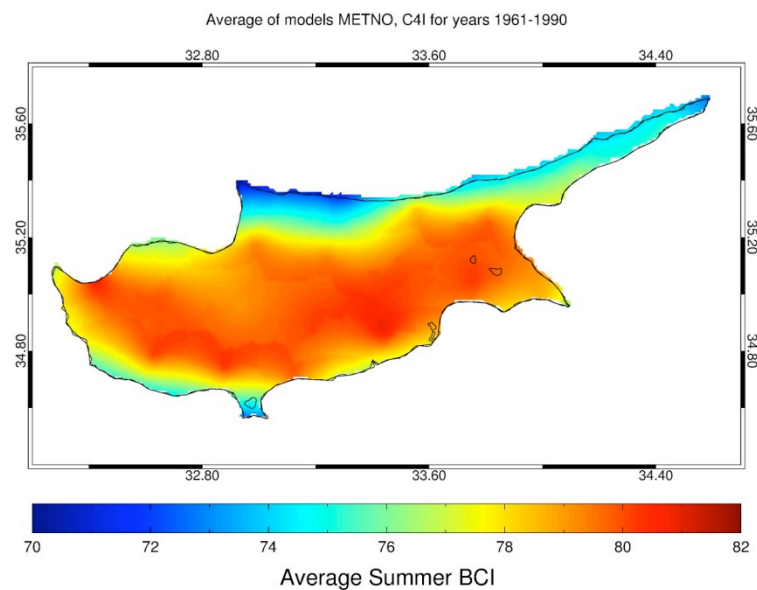 Average of models METNO, C4I for years 1961-1990
32.80 33.60 34.40
35.60 35.60
35.20 35.20
34.80 34.80
32.80 33.60 34.40
70 72 74 76 78 80 82
Average Summer BCI